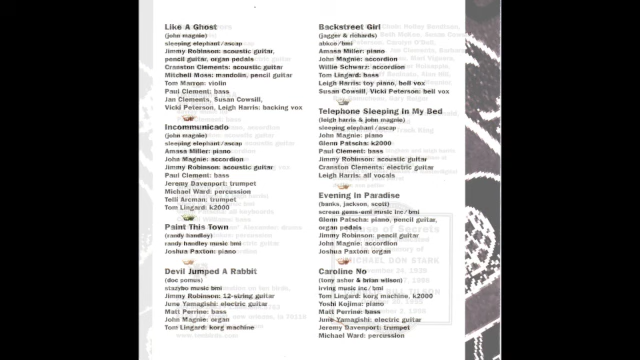 Like A Ghost
(john magnie)
sleeping elephant/ascap
Jimmy Robinson: acoustic guitar,
pencil guitar, organ pedals
Cranston Clements: acoustic guitar
Mitchell Moss: mandolin, pencil guitar
Tom Marron: violin
Paul Clement: bass
Jan Clements, Susan Cowsill,
Vicki Peterson, Leigh Harris: backing vox
Incommunicado
(john magnie)
sleeping elephant/ascap
Amasa Miller: piano
John Magnie: accordion
Jimmy Robinson: acoustic guitar
Paul Clement: bass
Jeremy Davenport: trumpet
Michael Ward: percussion
Telli Arcman: trumpet
Tom Lingard: k2000
Paint This Town
(randy handley)
randy handley music bmi
Joshua Paxton: piano
Devil Jumped A Rabbit
(doc pomus)
stazybo music bmi
Jimmy Robinson: 12-string guitar
June Yamagishi: electric guitar
Matt Perrine: bass
John Magnie: organ
Tom Lingard: korg machine
Backstreet Girl
(jagger & richards)
abkco/bmi
Amasa Miller: piano
John Magnie: accordion
Willie Schwarz: accordion
Tom Lingard: bass
Leigh Harris: toy piano, bell vox
Susan Cowsill, Vicki Peterson: bell vox
Telephone Sleeping In My Bed
(leigh harris & john magnie)
sleeping elephant/ascap
Glenn Patscha: k2000
Paul Clement: bass
Jimmy Robinson: acoustic guitar
Cranston Clements: electric guitar
Leigh Harris: all vocals
Evening In Paradise
(banks, jackson, scott)
screen gems-emi music inc/bmi
Glenn Patscha: piano, pencil guitar,
organ pedals
Jimmy Robinson: pencil guitar
John Magnie: accordion
Joshua Paxton: organ
Caroline No
(tony asher & brian wilson)
irving music inc/bmi
Tom Lingard: korg machine, k2000
Yoshi Kojima: piano
Matt Perrine: bass
June Yamagishi: electric guitar
Jeremy Davenport: trumpet
Michael Ward: percussion